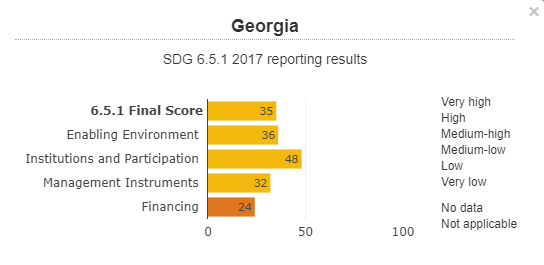 ×
Georgia
SDG 6.5.1 2017 reporting results
6.5.1 Final Score 35
Enabling Environment 36
Institutions and Participation 48
Management Instruments 32
Financing 24
0 50 100
Very high
High
Medium-high
Medium-low
Low
Very low
No data
Not applicable